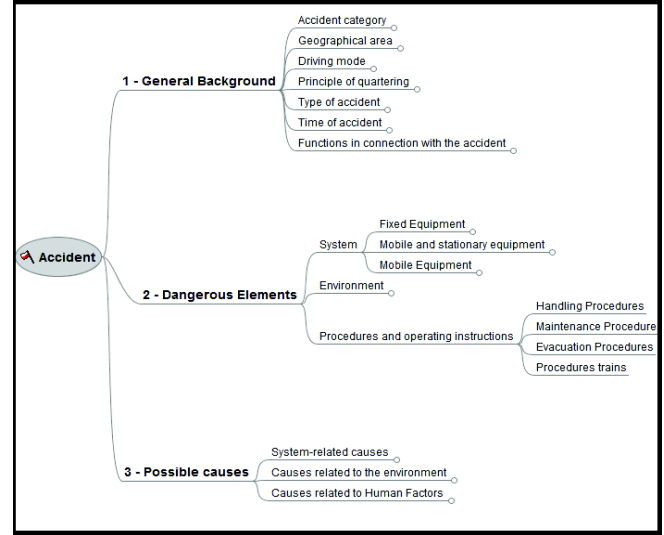 Accident
1 - General Background
Accident category
Geographical area
Driving mode
Principle of quartering
Type of accident
Time of accident
Functions in connection with the accident
2 - Dangerous Elements
System
Fixed Equipment
Mobile and stationary equipment
Mobile Equipment
Environment
Procedures and operating instructions
Handling Procedures
Maintenance Procedure
Evacuation Procedures
Procedures trains
3 - Possible causes
System-related causes
Causes related to the environment
Causes related to Human Factors